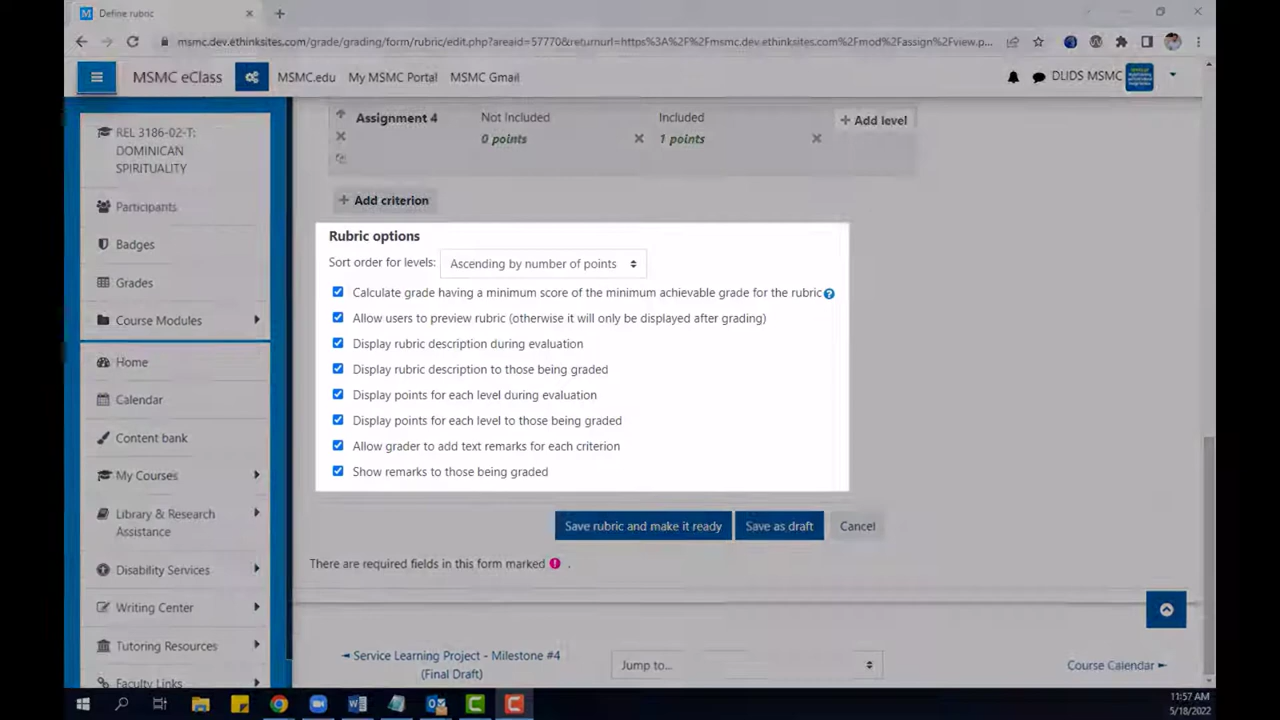 Define rubric
msmc.dev.ethinksites.com/grade/grading/form/rubric/edit.php?areaid=57770&returnurl=https%3A%2F%2Fmsmc.dev.ethinksites.com%2Fmod%2Fassign%2Fview.p...
MSMC eClass
MSMC.edu My MSMC Portal MSMC Gmail
DLIDS MSMC
REL 3186-02-T:
DOMINICAN
SPIRITUALITY
Participants
Badges
Grades
Course Modules
Home
Calendar
Content bank
My Courses
Library & Research
Assistance
Disability Services
Writing Center
Tutoring Resources
Faculty Links
Assignment 4
Not Included
0 points
Included
1 points
+ Add level
+ Add criterion
Rubric options
Sort order for levels: Ascending by number of points
Calculate grade having a minimum score of the minimum achievable grade for the rubric
Allow users to preview rubric (otherwise it will only be displayed after grading)
Display rubric description during evaluation
Display rubric description to those being graded
Display points for each level during evaluation
Display points for each level to those being graded
Allow grader to add text remarks for each criterion
Show remarks to those being graded
Save rubric and make it ready Save as draft Cancel
There are required fields in this form marked .
◄ Service Learning Project - Milestone #4
(Final Draft)
Jump to...
Course Calendar ►
11:57 AM
5/18/2022